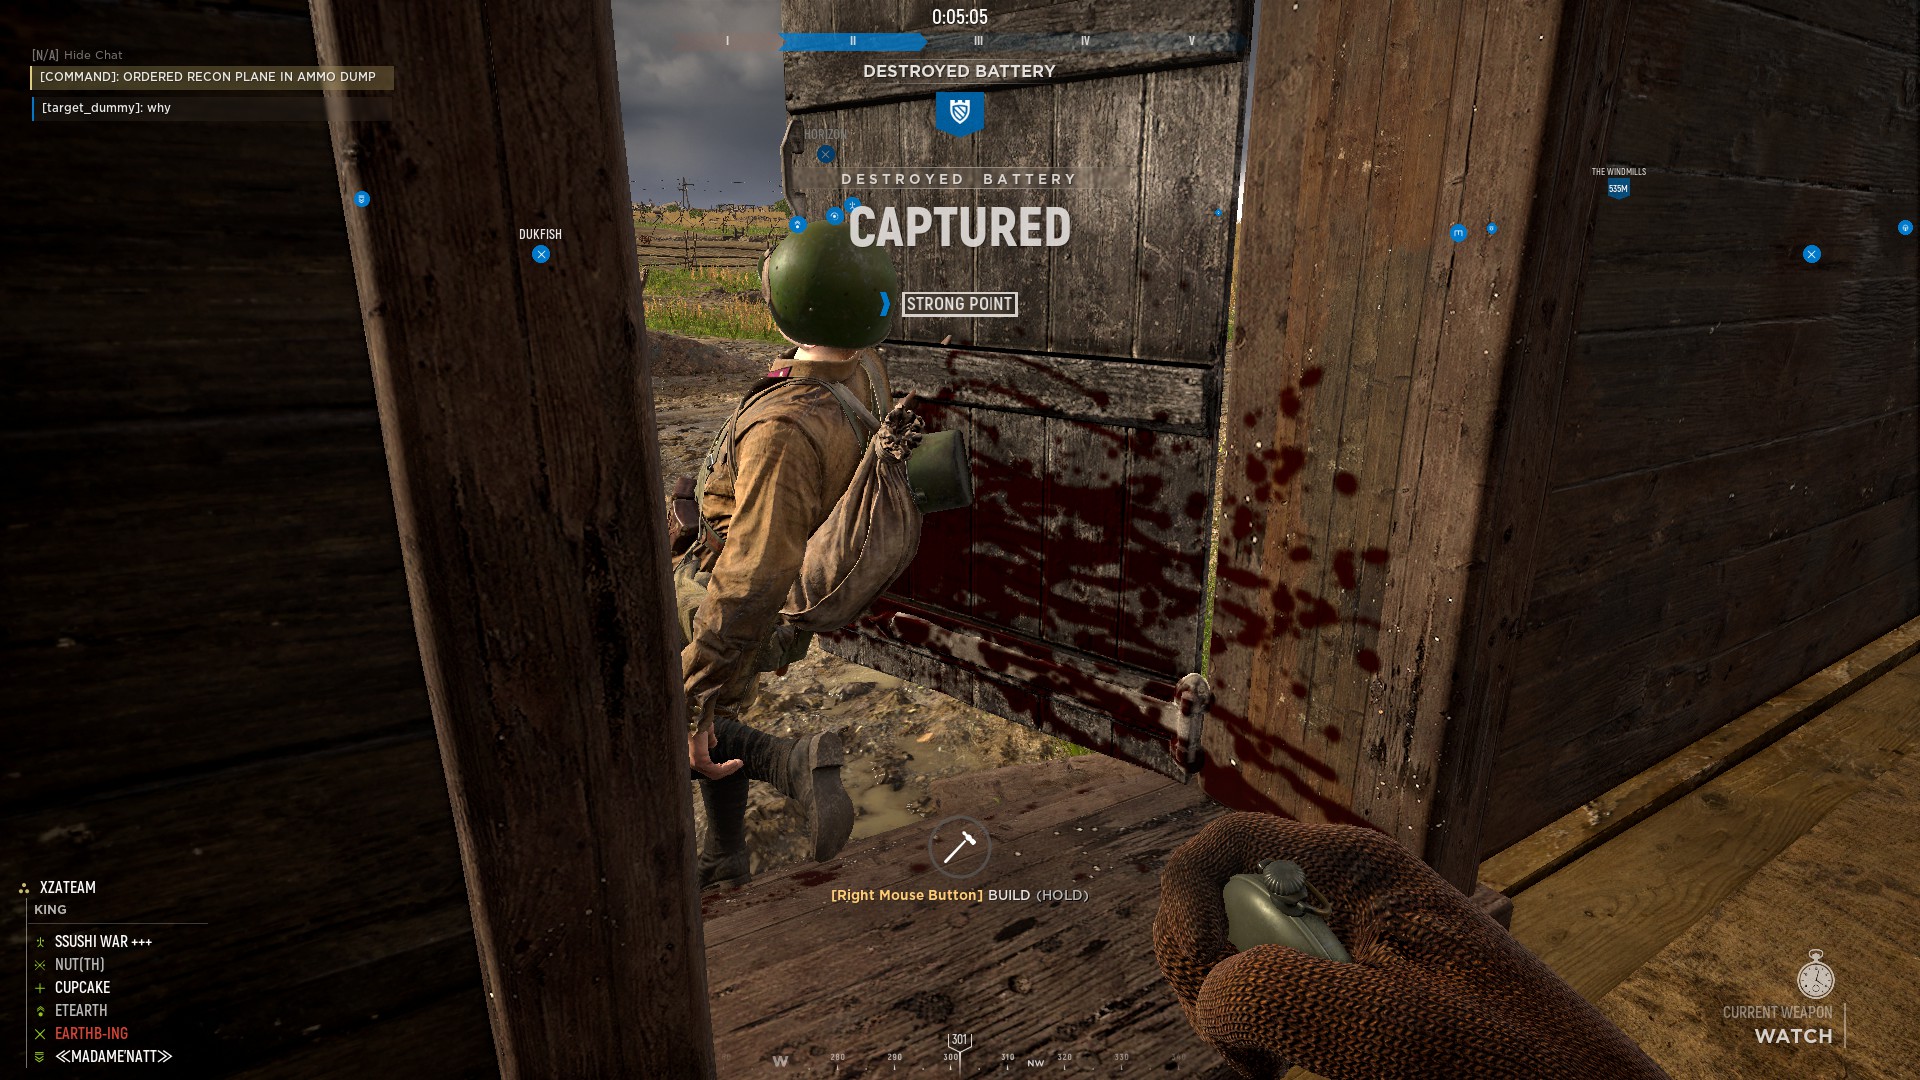 0:05:05
I II III IV V
[N/A] Hide Chat
DESTROYED BATTERY
[COMMAND]: ORDERED RECON PLANE IN AMMO DUMP
[target_dummy]: why
HORIZON
DESTROYED BATTERY
THE WINDMILLS
535M
CAPTURED
DUKFISH
STRONG POINT
[Right Mouse Button] BUILD (HOLD)
XZATEAM
KING
SSUSHI WAR +++
NUT(TH)
CUPCAKE
ETEARTH
EARTHB-ING
≪MADAME'NATT≫
CURRENT WEAPON
WATCH
301
W 280 290 300 310 NW 320 330 340